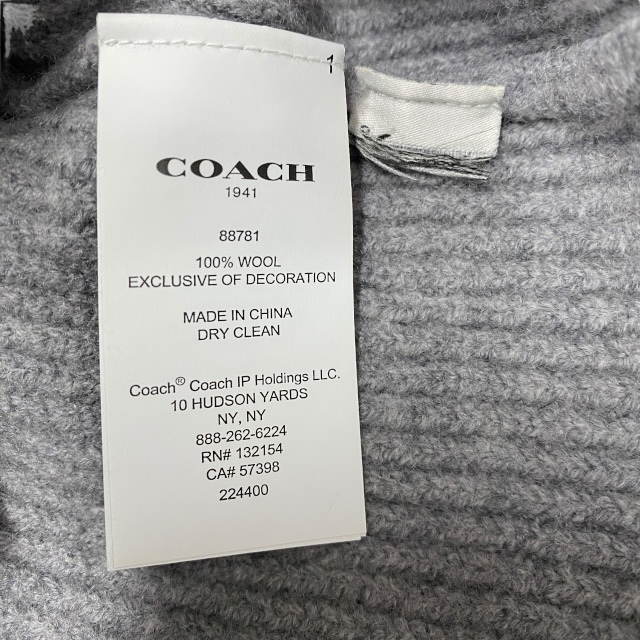 1
COACH
1941
88781
100% WOOL
EXCLUSIVE OF DECORATION
MADE IN CHINA
DRY CLEAN
Coach® Coach IP Holdings LLC.
10 HUDSON YARDS
NY, NY
888-262-6224
RN# 132154
CA# 57398
224400